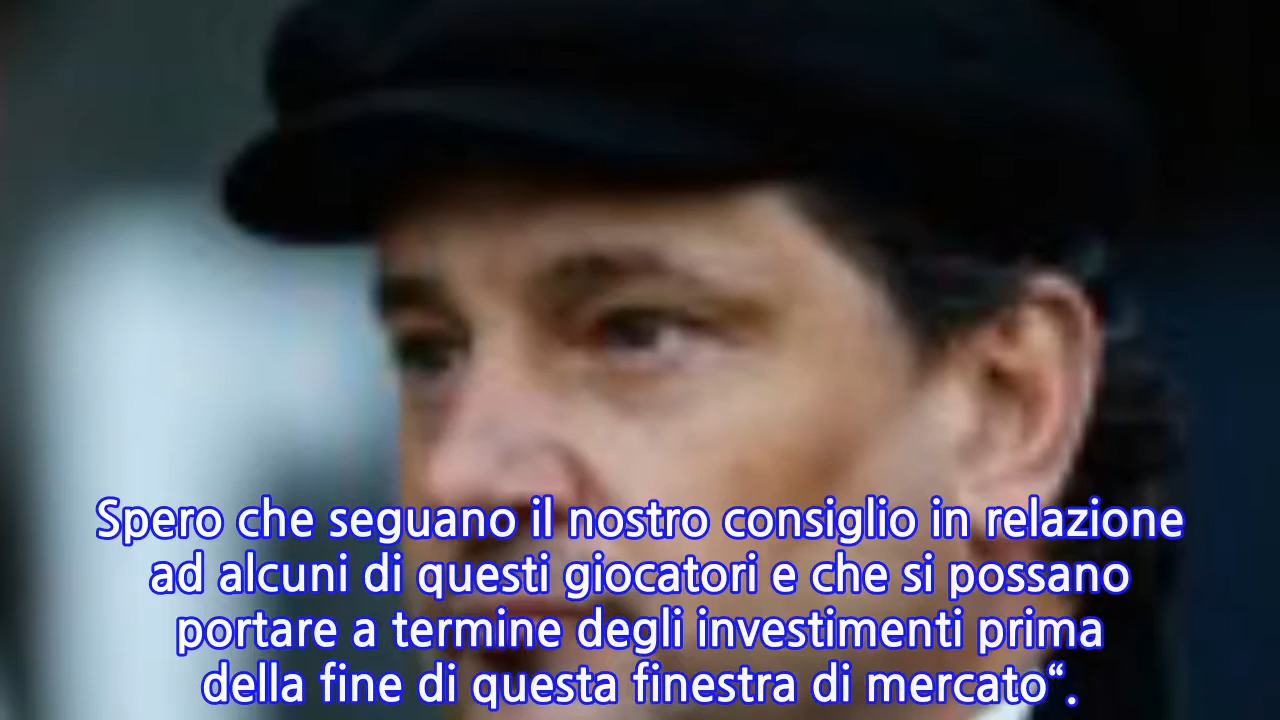 Spero che seguano il nostro consiglio in relazione
ad alcuni di questi giocatori e che si possano
portare a termine degli investimenti prima
della fine di questa finestra di mercato“.